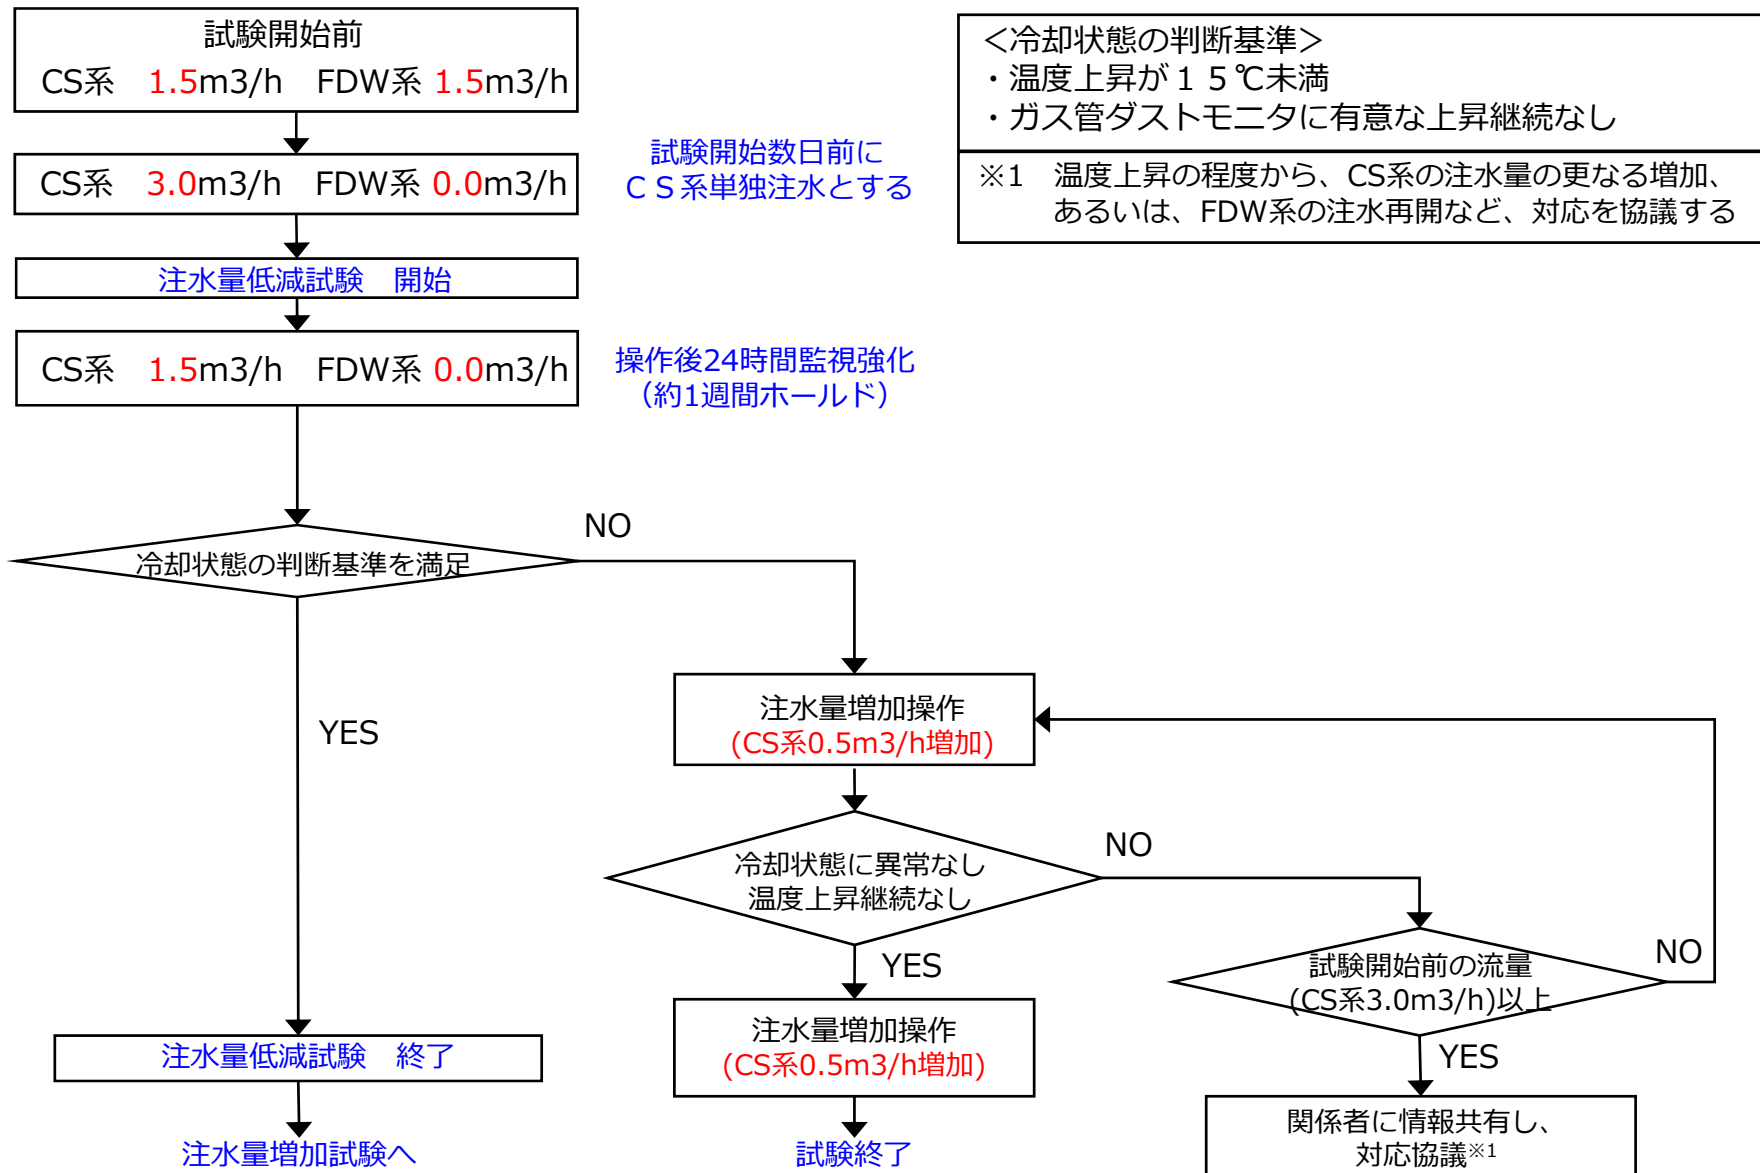 試験開始前
CS系　1.5m3/h　FDW系 1.5m3/h
CS系　3.0m3/h　FDW系 0.0m3/h
試験開始数日前に
ＣＳ系単独注水とする
＜冷却状態の判断基準＞
・温度上昇が１５℃未満
・ガス管ダストモニタに有意な上昇継続なし
※1　温度上昇の程度から、CS系の注水量の更なる増加、
あるいは、FDW系の注水再開など、対応を協議する
注水量低減試験　開始
CS系　1.5m3/h　FDW系 0.0m3/h
操作後24時間監視強化
（約1週間ホールド）
冷却状態の判断基準を満足
NO
YES
注水量増加操作
(CS系0.5m3/h増加)
冷却状態に異常なし
温度上昇継続なし
NO
YES
試験開始前の流量
(CS系3.0m3/h)以上
NO
YES
注水量低減試験　終了
注水量増加試験へ
注水量増加操作
(CS系0.5m3/h増加)
試験終了
関係者に情報共有し、
対応協議※1